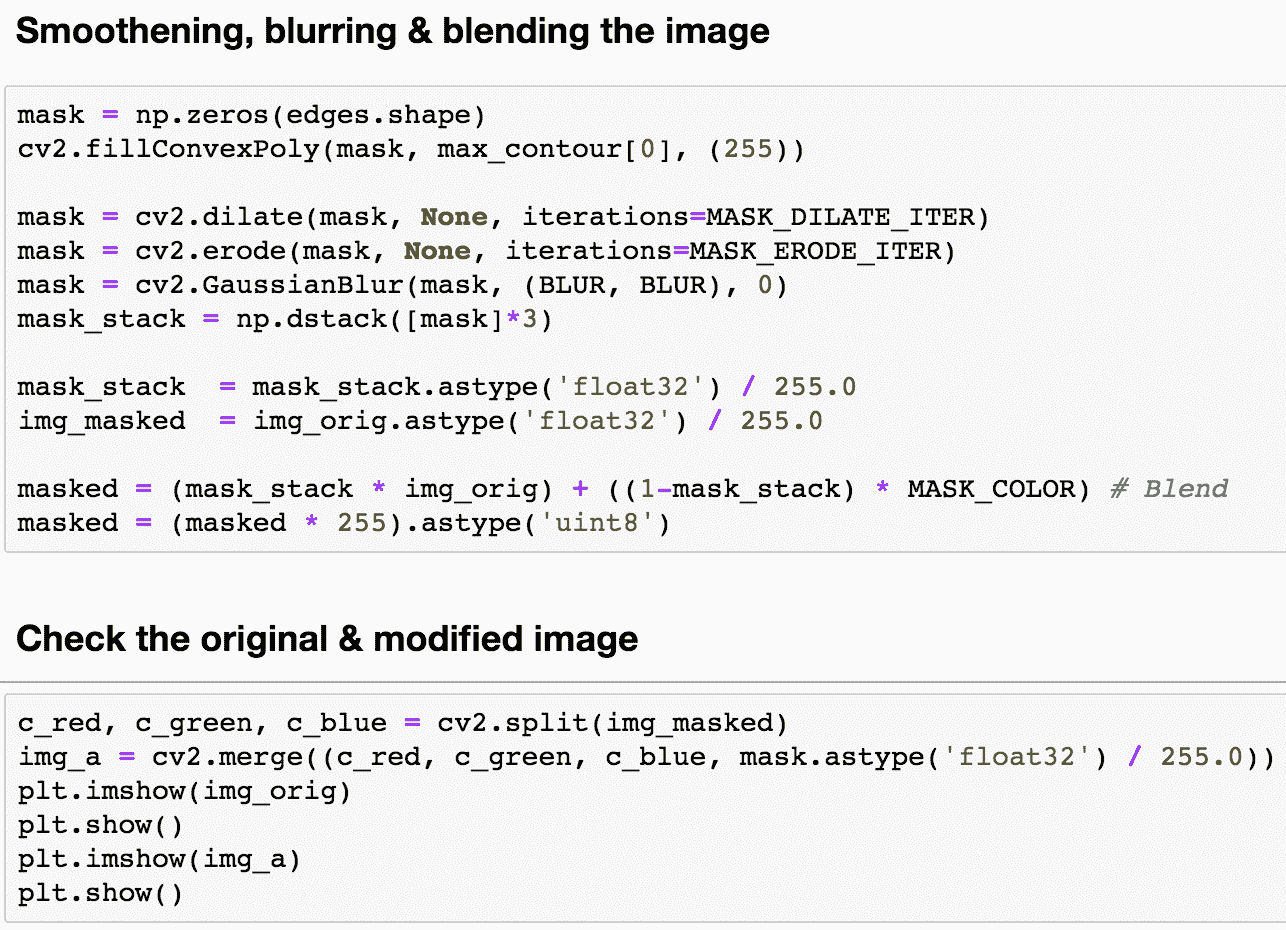 Smoothening, blurring & blending the image
mask = np.zeros(edges.shape)
cv2.fillConvexPoly(mask, max_contour[0], (255))
mask = cv2.dilate(mask, None, iterations=MASK_DILATE_ITER)
mask = cv2.erode(mask, None, iterations=MASK_ERODE_ITER)
mask = cv2.GaussianBlur(mask, (BLUR, BLUR), 0)
mask_stack = np.dstack([mask]*3)
mask_stack  = mask_stack.astype('float32') / 255.0
img_masked  = img_orig.astype('float32') / 255.0
masked = (mask_stack * img_orig) + ((1-mask_stack) * MASK_COLOR) # Blend
masked = (masked * 255).astype('uint8')
Check the original & modified image
c_red, c_green, c_blue = cv2.split(img_masked)
img_a = cv2.merge((c_red, c_green, c_blue, mask.astype('float32') / 255.0))
plt.imshow(img_orig)
plt.show()
plt.imshow(img_a)
plt.show()